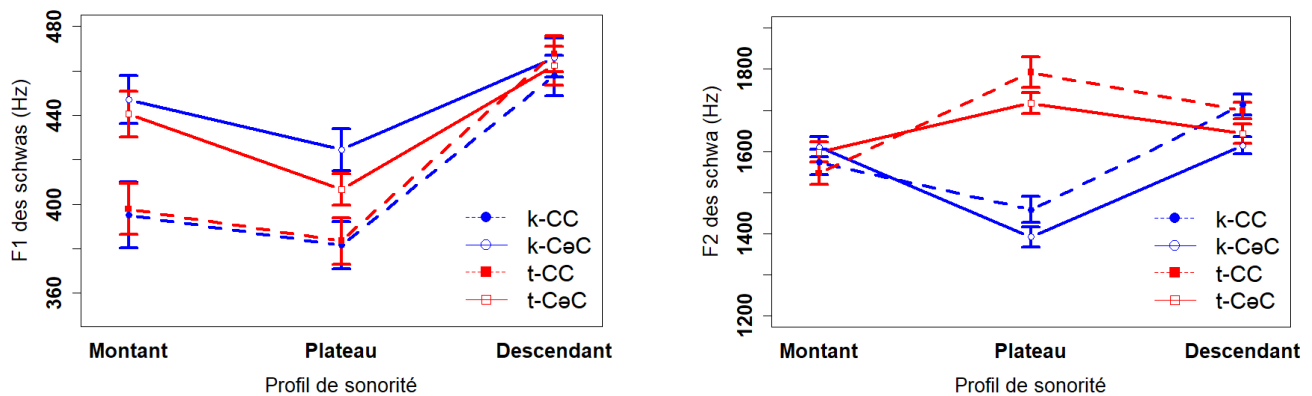 F1 des schwas (Hz)
480
440
400
360
k-CC
k-CəC
t-CC
t-CəC
Montant
Plateau
Descendant
Profil de sonorité
F2 des schwa (Hz)
1800
1600
1400
1200
k-CC
k-CəC
t-CC
t-CəC
Montant
Plateau
Descendant
Profil de sonorité